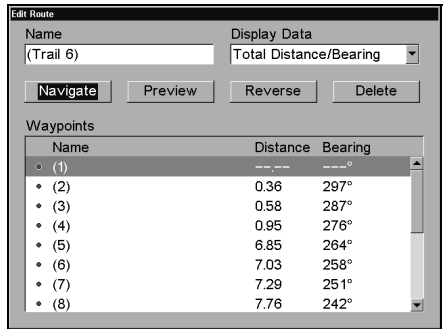 Edit Route
Name Display Data
(Trail 6) Total Distance/Bearing
Navigate Preview Reverse Delete
Waypoints
Name Distance Bearing
(1) --.-- ---°
(2) 0.36 297°
(3) 0.58 287°
(4) 0.95 276°
(5) 6.85 264°
(6) 7.03 258°
(7) 7.29 251°
(8) 7.76 242°